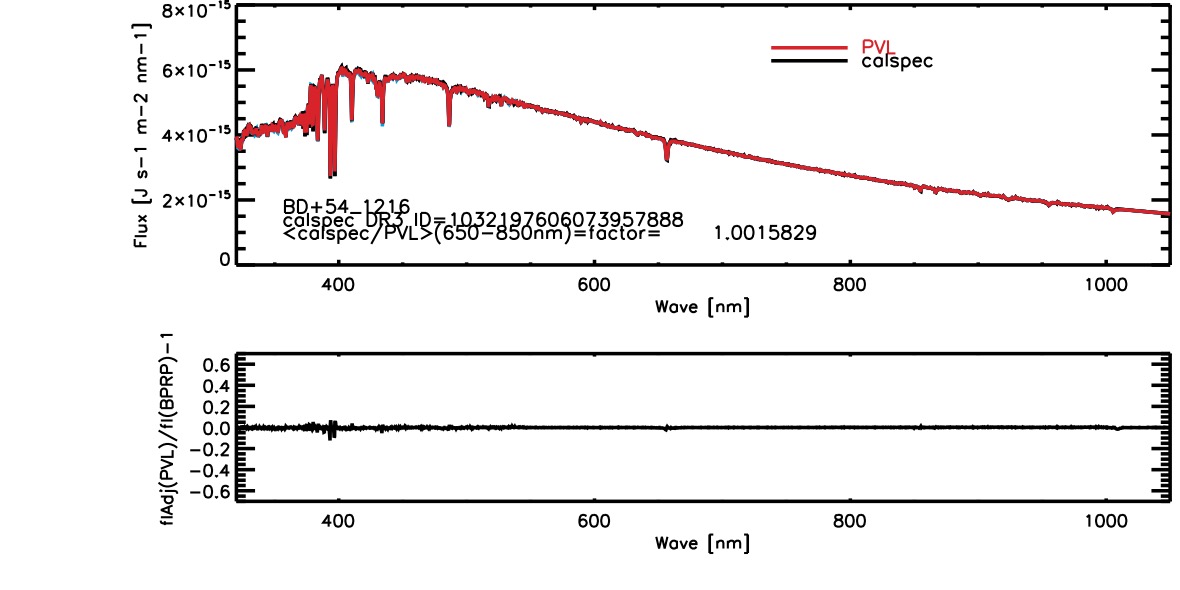 8×10-15
6×10-15
4×10-15
2×10-15
0
Flux [J s-1 m-2 nm-1]
PVL
calspec
BD+54_1216
calspec DR3 ID=1032197606073957888
<calspec/PVL>(650-850nm)=factor= 1.0015829
400 600 800 1000
Wave [nm]
flAdj(PVL)/fl(BPRP)-1
0.6
0.4
0.2
0.0
-0.2
-0.4
-0.6
400 600 800 1000
Wave [nm]